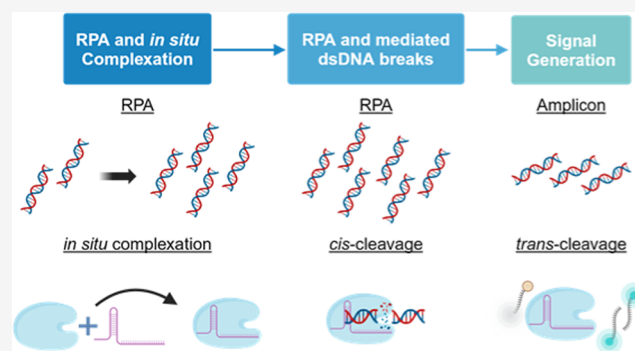 RPA and in situ
Complexation
RPA and mediated
dsDNA breaks
Signal
Generation
RPA
RPA
Amplicon
in situ complexation
cis-cleavage
trans-cleavage